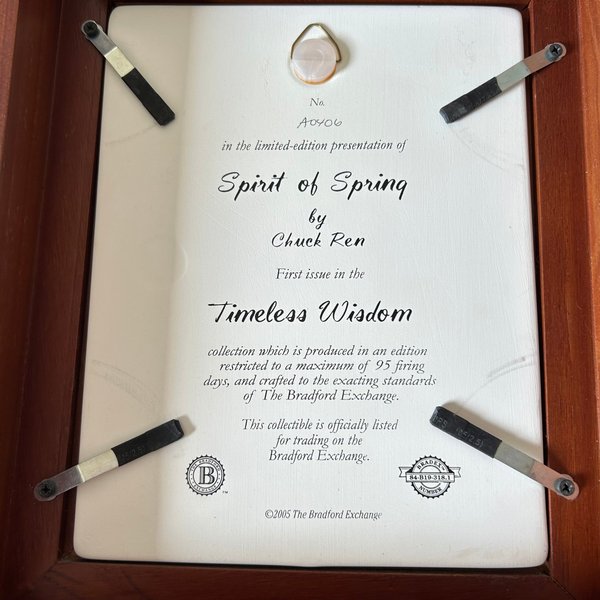 No.
A0406
in the limited-edition presentation of
Spirit of Spring
by
Chuck Ren
First issue in the
Timeless Wisdom
collection which is produced in an edition
restricted to a maximum of 95 firing
days, and crafted to the exacting standards
of The Bradford Exchange.
This collectible is officially listed
for trading on the
Bradford Exchange.
B
™
BRADEX
84-B19-318.1
NUMBER
©2005 The Bradford Exchange